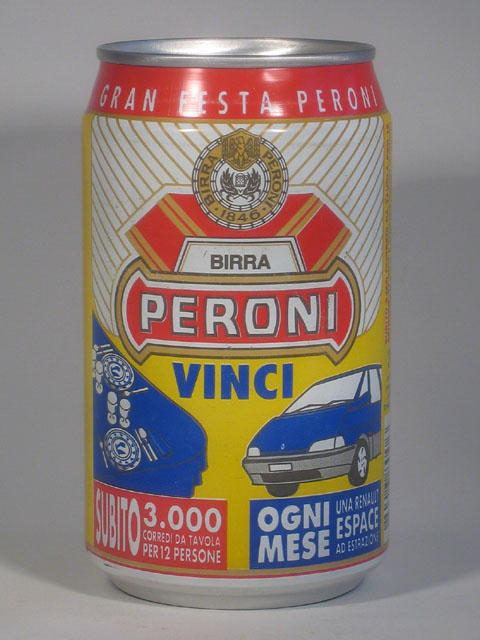 GRAN FESTA PERONI
BIRRA PERONI
· 1846 ·
BIRRA
PERONI
VINCI
SUBITO
3.000
CORREDI DA TAVOLA
PER 12 PERSONE
OGNI
MESE
UNA RENAULT
ESPACE
AD ESTRAZIONE